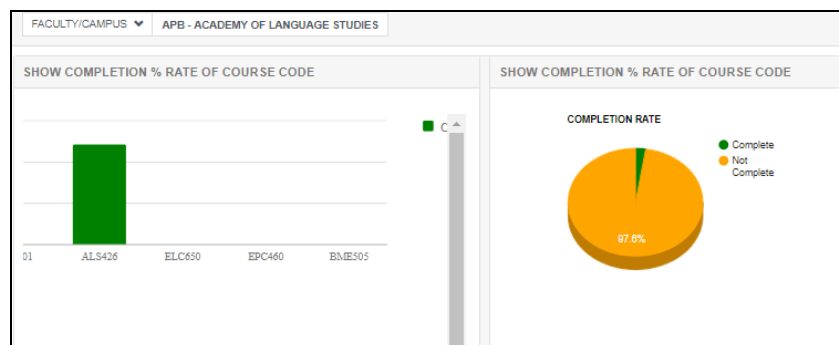 FACULTY/CAMPUS APB - ACADEMY OF LANGUAGE STUDIES
SHOW COMPLETION % RATE OF COURSE CODE
C
01 ALS426 ELC650 EPC460 BME505
SHOW COMPLETION % RATE OF COURSE CODE
COMPLETION RATE
Complete
Not
Complete
97.6%